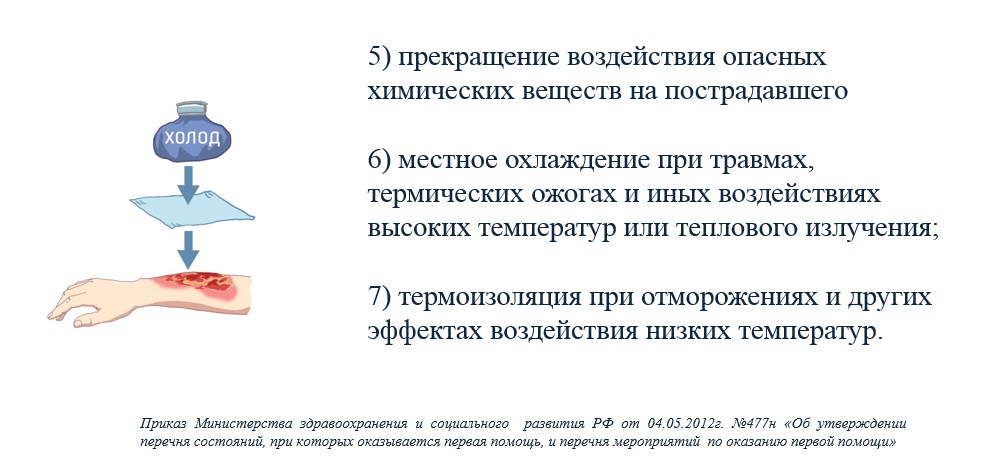 5) прекращение воздействия опасных
химических веществ на пострадавшего
ХОЛОД
6) местное охлаждение при травмах,
термических ожогах и иных воздействиях
высоких температур или теплового излучения;
7) термоизоляция при отморожениях и других
эффектах воздействия низких температур.
Приказ Министерства здравоохранения и социального развития РФ от 04.05.2012г. №477н «Об утверждении
перечня состояний, при которых оказывается первая помощь, и перечня мероприятий по оказанию первой помощи»